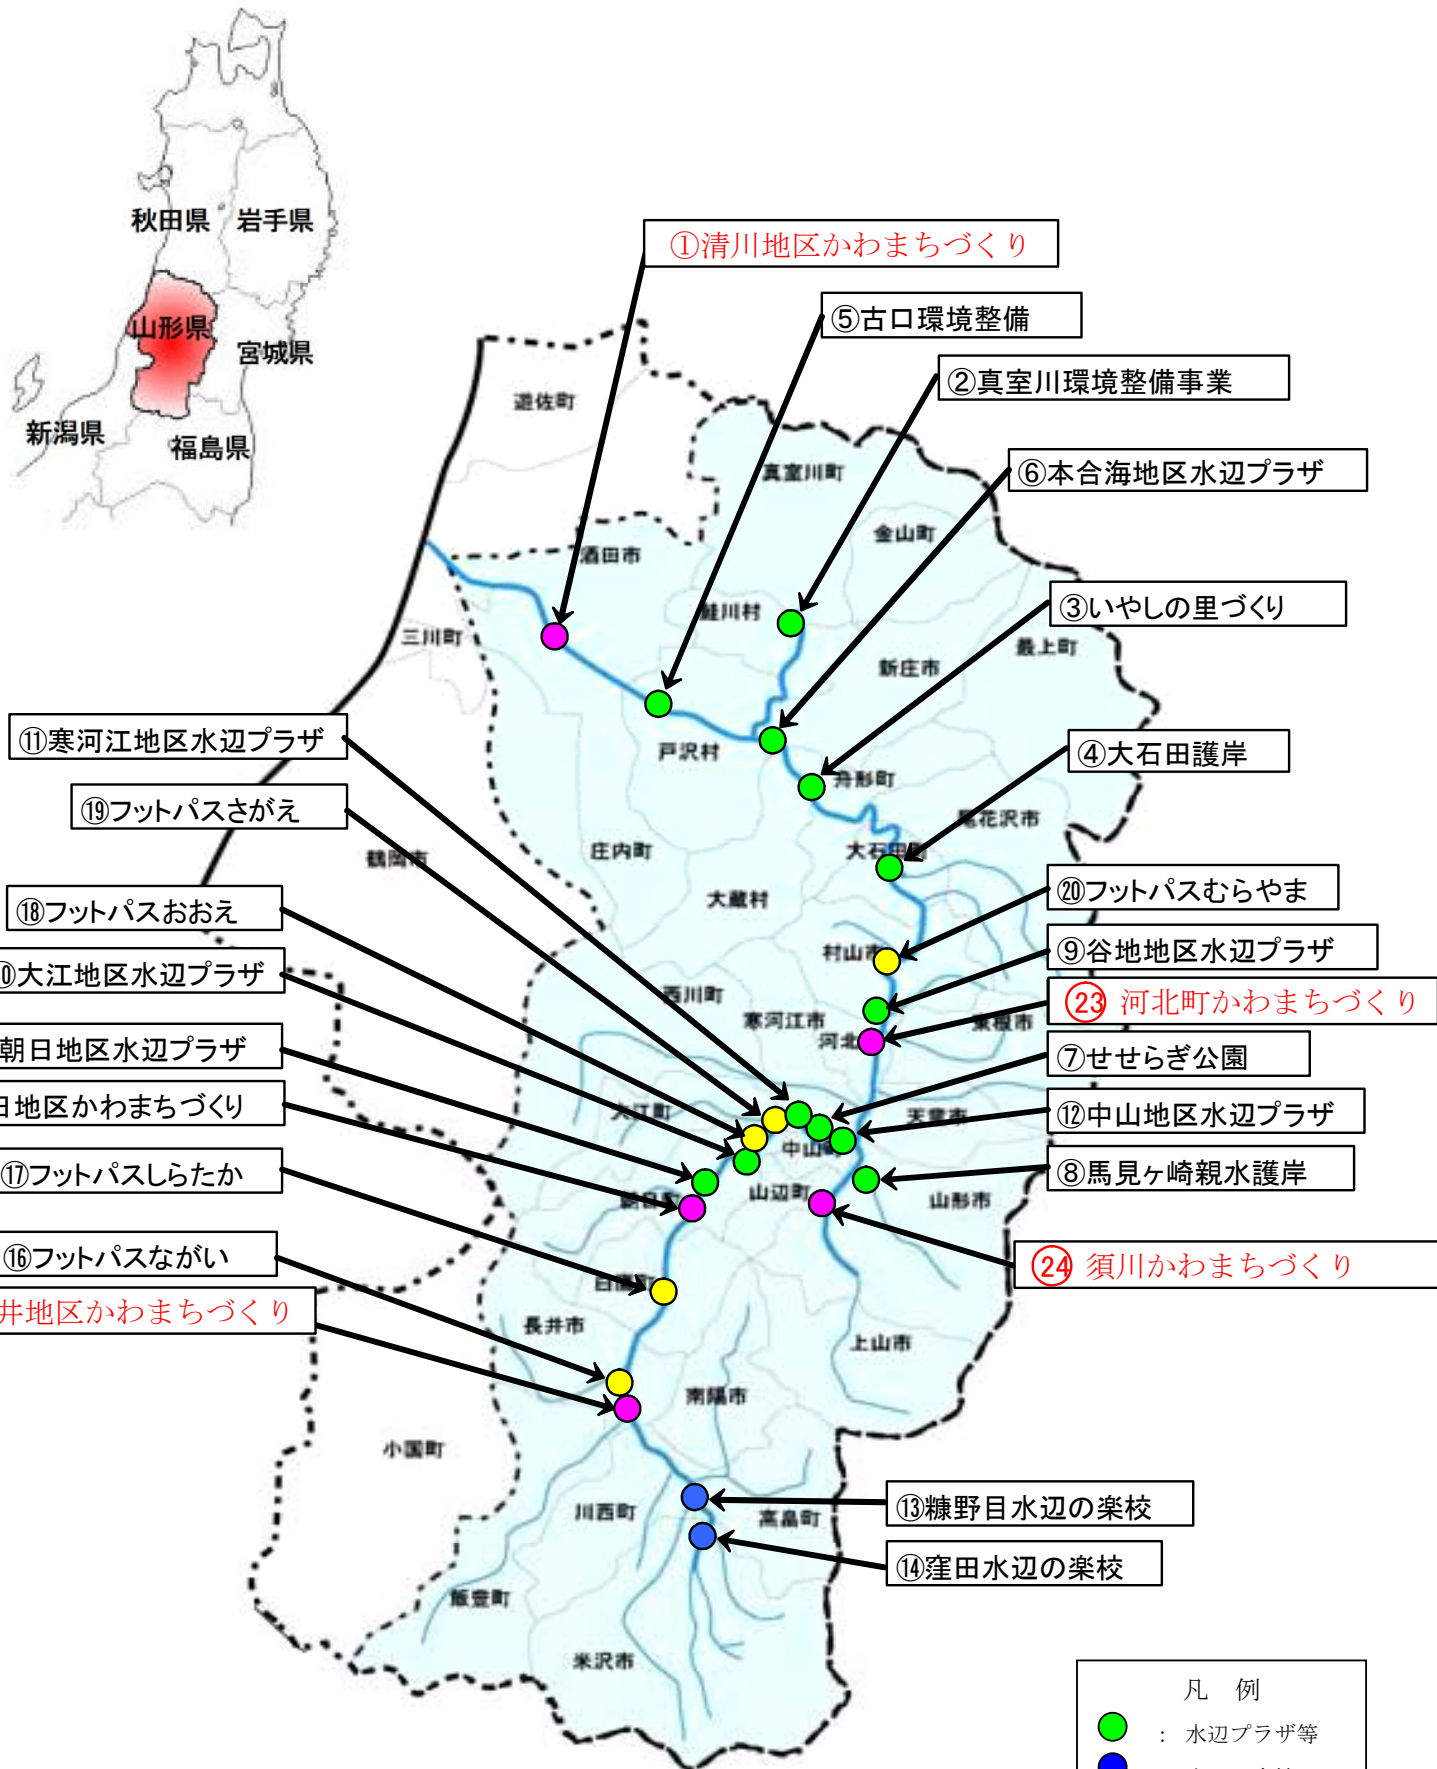 秋田県
岩手県
山形県
宮城県
新潟県
福島県
①清川地区かわまちづくり
⑤古口環境整備
②真室川環境整備事業
⑥本合海地区水辺プラザ
③いやしの里づくり
④大石田護岸
⑪寒河江地区水辺プラザ
⑲フットパスさがえ
⑱フットパスおおえ
大江地区水辺プラザ
朝日地区水辺プラザ
日地区かわまちづくり
⑰フットパスしらたか
⑯フットパスながい
井地区かわまちづくり
⑳フットパスむらやま
⑨谷地地区水辺プラザ
㉓ 河北町かわまちづくり
⑦せせらぎ公園
⑫中山地区水辺プラザ
⑧馬見ヶ崎親水護岸
㉔ 須川かわまちづくり
⑬糠野目水辺の楽校
⑭窪田水辺の楽校
遊佐町
真室川町
金山町
酒田市
鮭川村
三川町
新庄市
最上町
戸沢村
舟形町
尾花沢市
庄内町
大石田町
鶴岡市
大蔵村
村山市
西川町
寒河江市
東根市
河北
大江町
天童市
中山町
朝日町
山辺町
山形市
白鷹町
長井市
上山市
南陽市
小国町
川西町
高畠町
飯豊町
米沢市
凡 例
： 水辺プラザ等